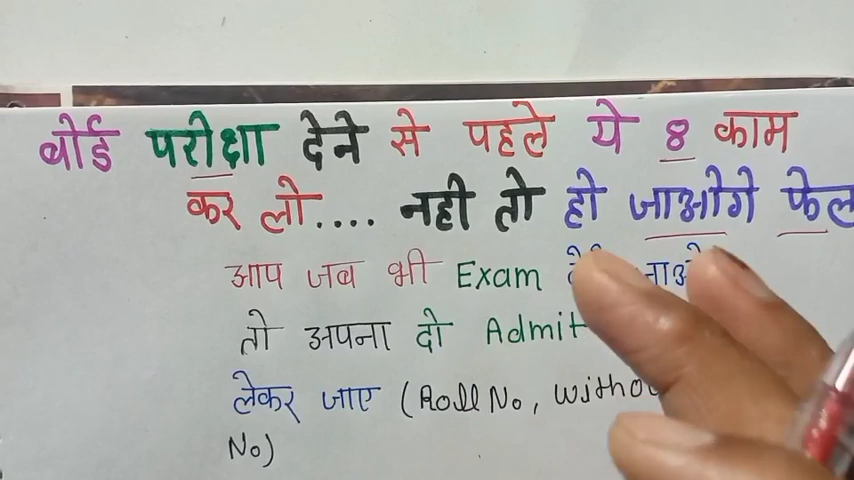 बोर्ड परीक्षा देने से पहले ये 8 काम
कर लो.... नही तो हो जाओगे फेल
आप जब भी Exam
तो अपना दो Admit
लेकर जाए (Roll No, Witho
No)